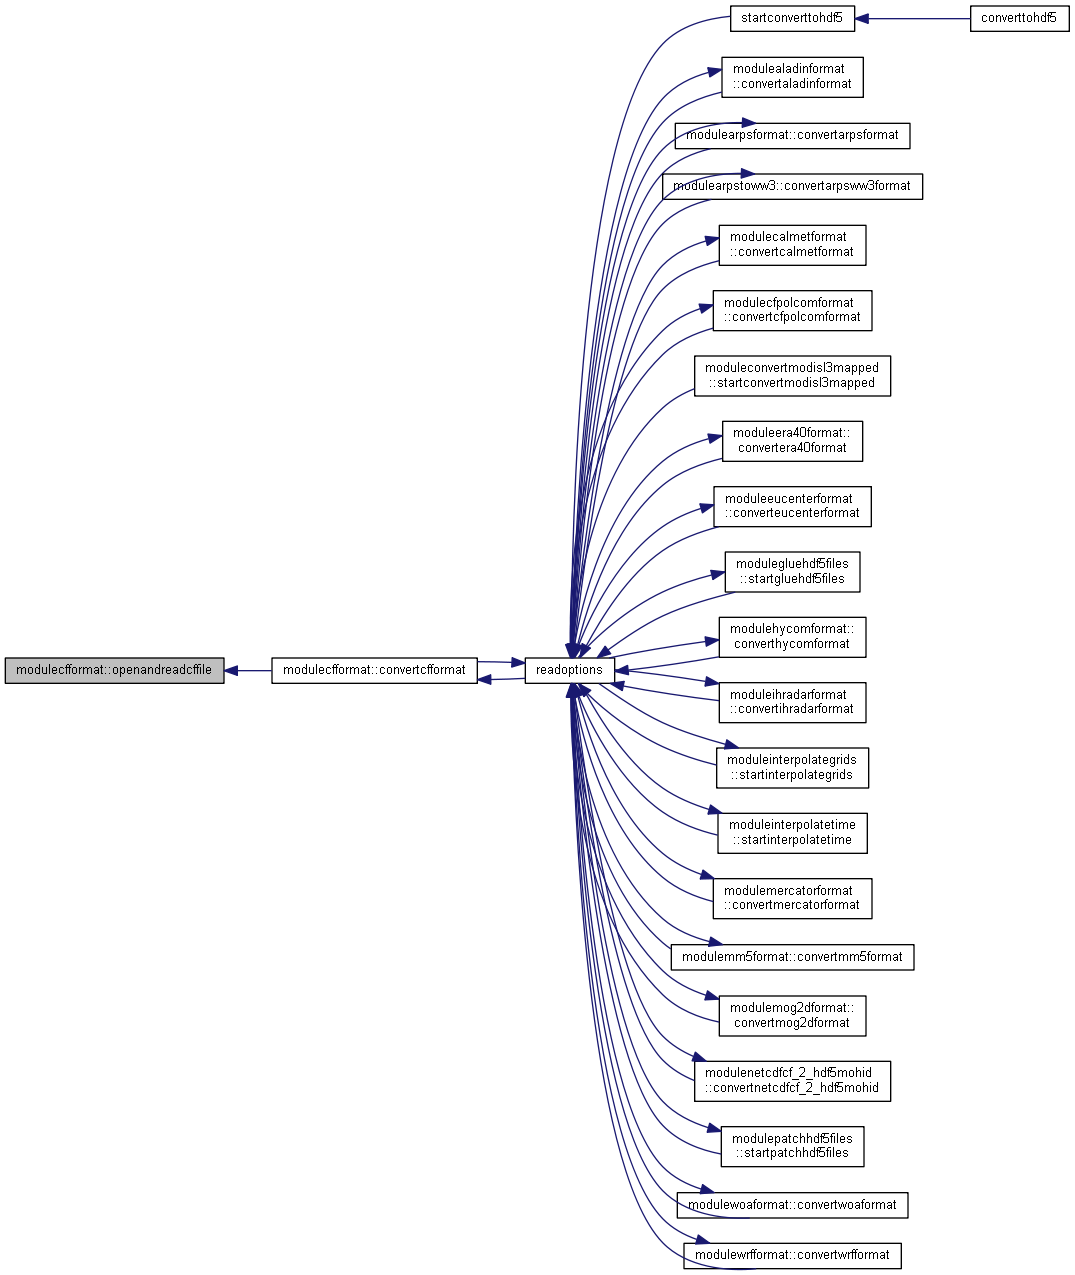 startconverttohdf5
converttohdf5
modulealadinformat
::convertaladinformat
modulearpsformat::convertarpsformat
modulearpstoww3::convertarpsww3format
modulecalmetformat
::convertcalmetformat
modulecfpolcomformat
::convertcfpolcomformat
moduleconvertmodisl3mapped
::startconvertmodisl3mapped
moduleera40format::
convertera40format
moduleeucenterformat
::converteucenterformat
modulegluehdf5files
::startgluehdf5files
modulehycomformat::
converthycomformat
modulecfformat::openandreadcffile
modulecfformat::convertcfformat
readoptions
moduleihradarformat
::convertihradarformat
moduleinterpolategrids
::startinterpolategrids
moduleinterpolatetime
::startinterpolatetime
modulemercatorformat
::convertmercatorformat
modulemm5format::convertmm5format
modulemog2dformat::
convertmog2dformat
modulenetcdfcf_2_hdf5mohid
::convertnetcdfcf_2_hdf5mohid
modulepatchhdf5files
::startpatchhdf5files
modulewoaformat::convertwoaformat
modulewrfformat::convertwrfformat